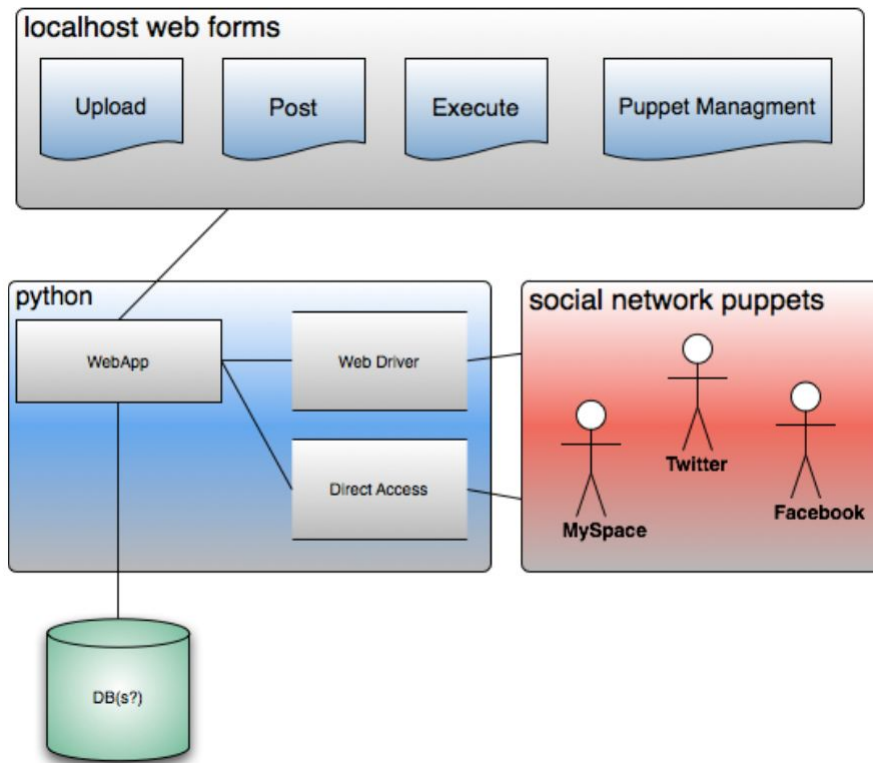 localhost web forms
Upload
Post
Execute
Puppet Managment
python
WebApp
Web Driver
Direct Access
social network puppets
Twitter
MySpace
Facebook
DB(s?)